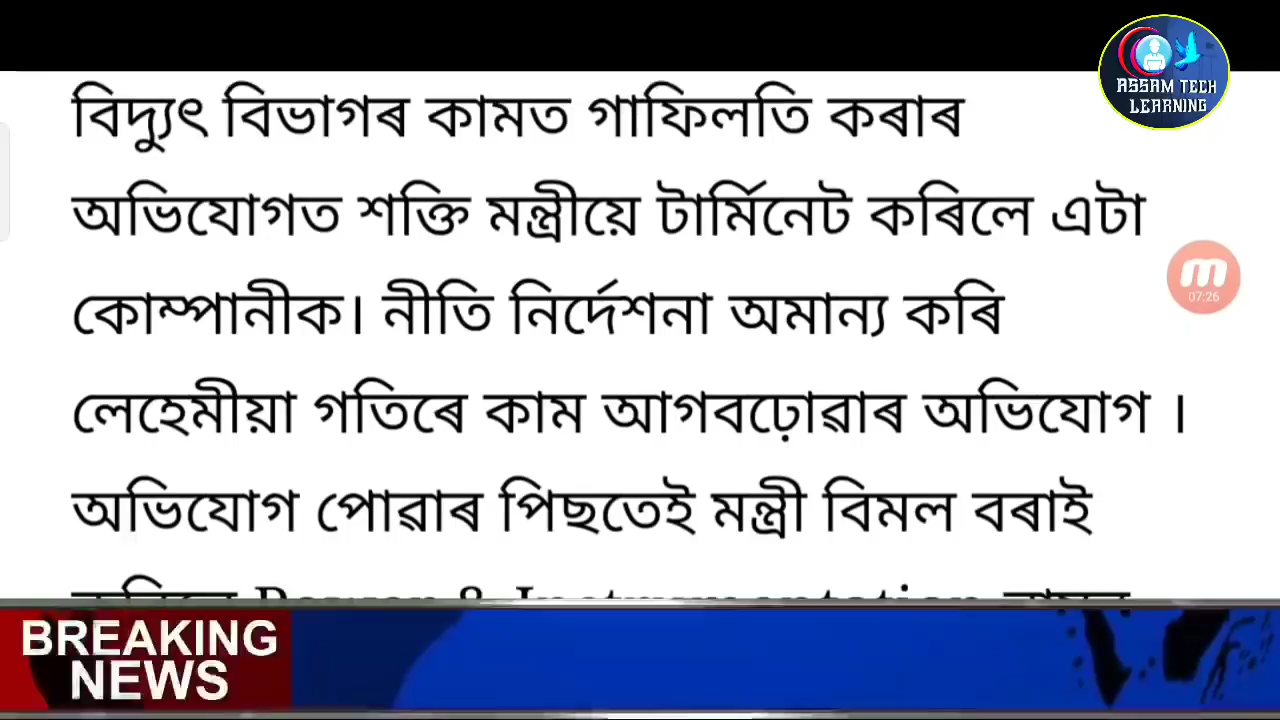 ASSAM TECH
LEARNING
বিদ্যুৎ বিভাগৰ কামত গাফিলতি কৰাৰ
অভিযোগত শক্তি মন্ত্ৰীয়ে টাৰ্মিনেট কৰিলে এটা
07:26
কোম্পানীক। নীতি নিৰ্দেশনা অমান্য কৰি
লেহেমীয়া গতিৰে কাম আগবঢ়োৱাৰ অভিযোগ ।
অভিযোগ পোৱাৰ পিছতেই মন্ত্ৰী বিমল বৰাই
Instrumentation
BREAKING
NEWS